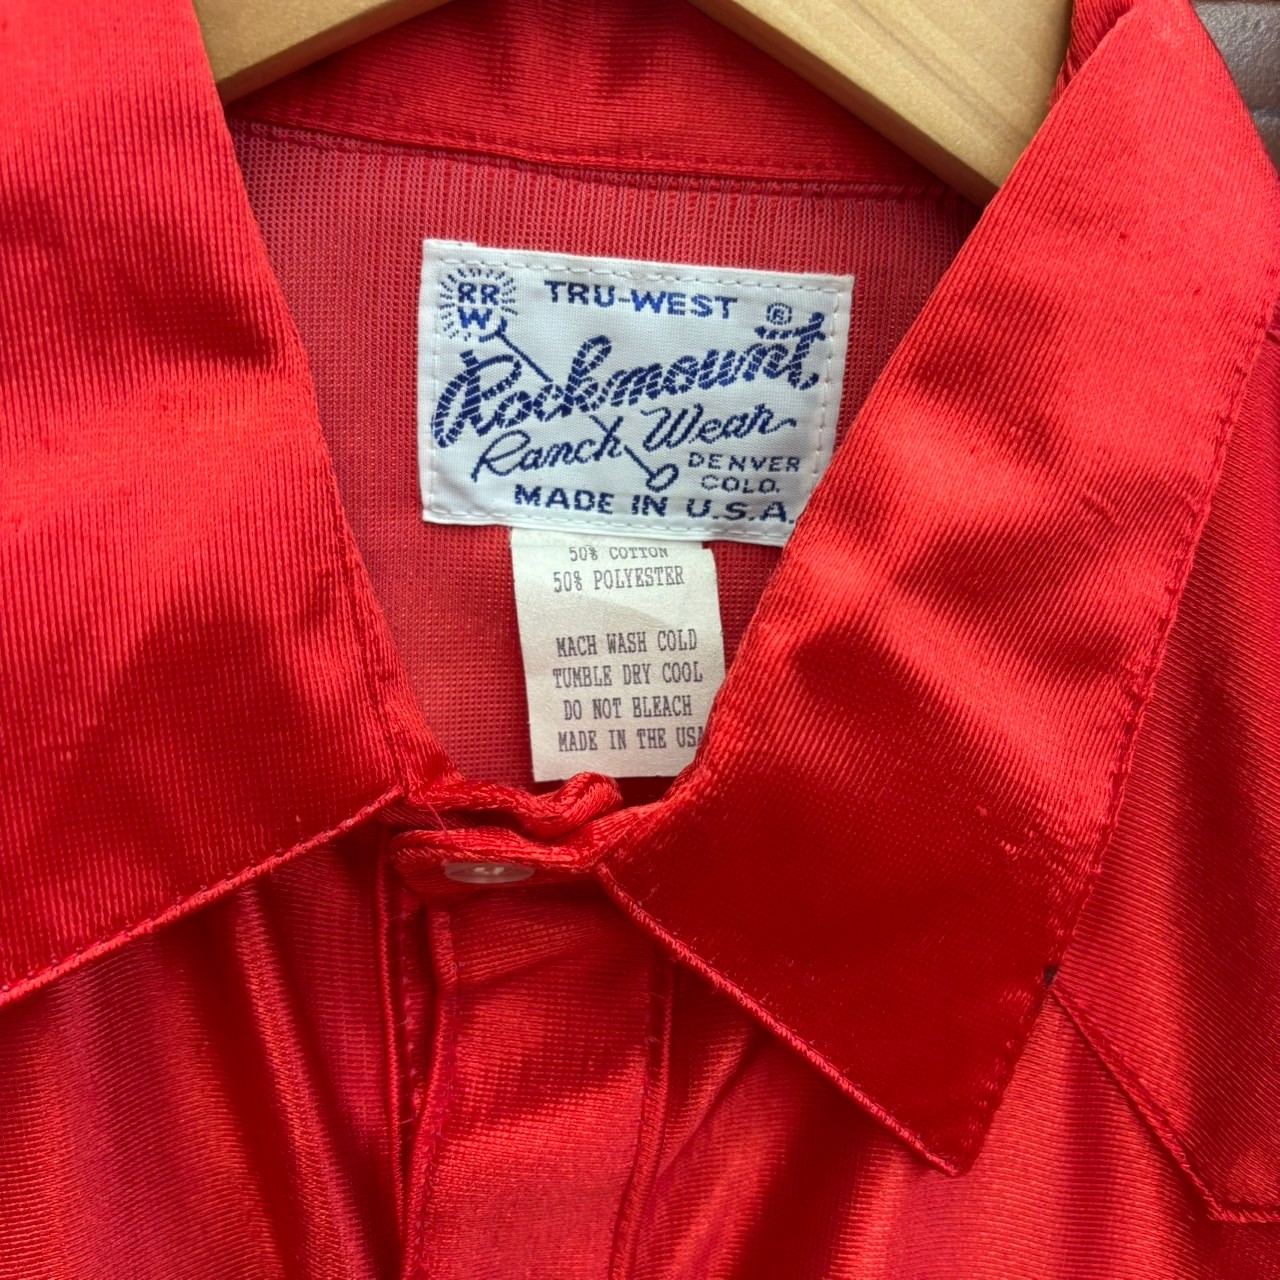 RR
W
TRU-WEST
®
Rockmount
Ranch Wear
DENVER
COLO.
MADE IN U.S.A.
50% COTTON
50% POLYESTER
MACH WASH COLD
TUMBLE DRY COOL
DO NOT BLEACH
MADE IN THE USA